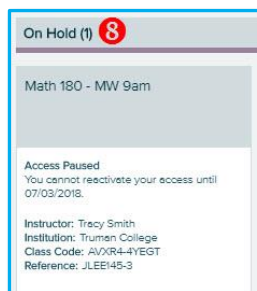 On Hold (1) 8
Math 180 - MW 9am
Access Paused
You cannot reactivate your access until
07/03/2018.
Instructor: Tracy Smith
Institution: Truman College
Class Code: AVXR4-4YEGT
Reference: JLEE145-3